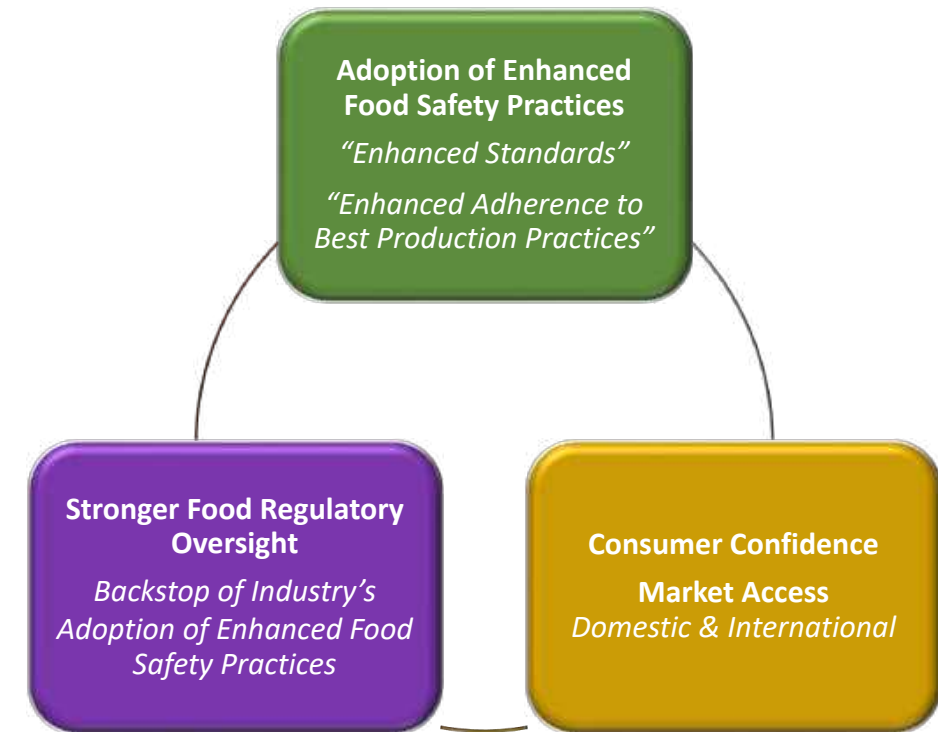 Adoption of Enhanced
Food Safety Practices
“Enhanced Standards”
“Enhanced Adherence to
Best Production Practices”
Stronger Food Regulatory
Oversight
Backstop of Industry’s
Adoption of Enhanced Food
Safety Practices
Consumer Confidence
Market Access
Domestic & International